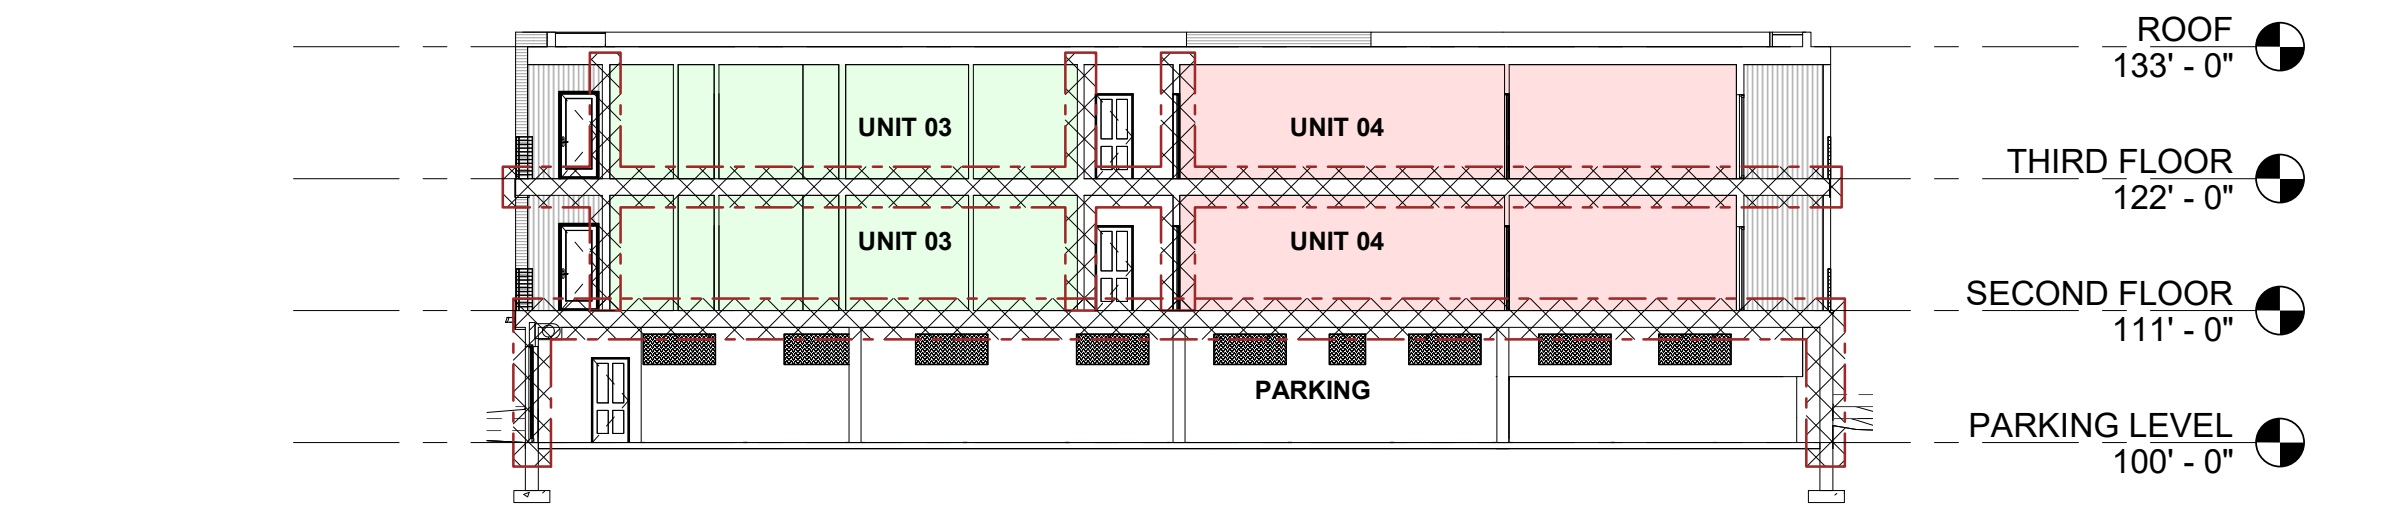 ROOF
133' - 0"
UNIT 03
UNIT 04
THIRD FLOOR
122' - 0"
UNIT 03
UNIT 04
SECOND FLOOR
111' - 0"
PARKING
PARKING LEVEL
100' - 0"